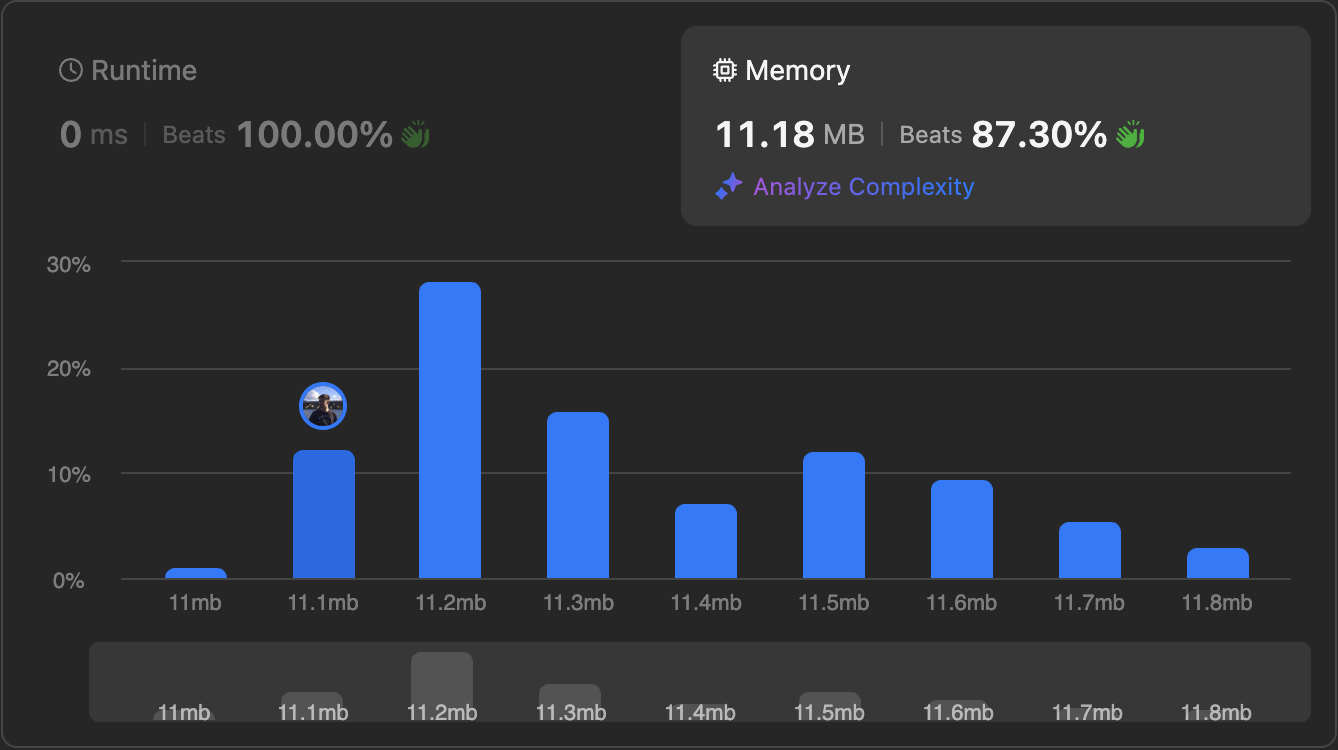 Runtime
0 ms | Beats 100.00%
Memory
11.18 MB | Beats 87.30%
Analyze Complexity
30%
20%
10%
0%
11mb 11.1mb 11.2mb 11.3mb 11.4mb 11.5mb 11.6mb 11.7mb 11.8mb
11mb 11.1mb 11.2mb 11.3mb 11.4mb 11.5mb 11.6mb 11.7mb 11.8mb